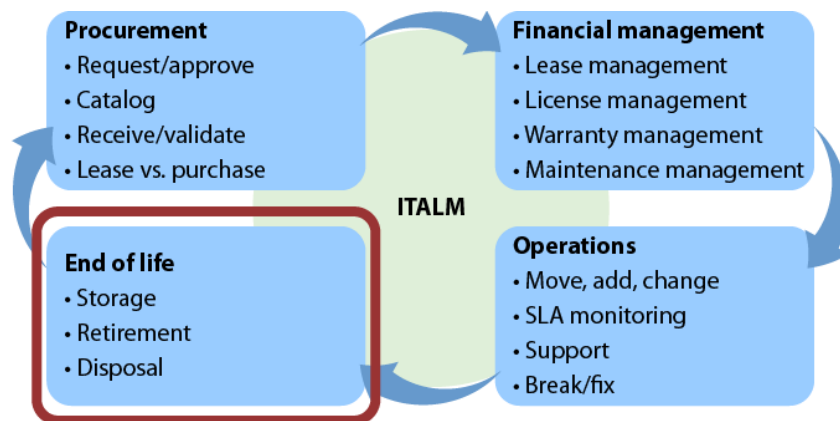 Procurement
• Request/approve
• Catalog
• Receive/validate
• Lease vs. purchase
Financial management
• Lease management
• License management
• Warranty management
• Maintenance management
ITALM
End of life
• Storage
• Retirement
• Disposal
Operations
• Move, add, change
• SLA monitoring
• Support
• Break/fix